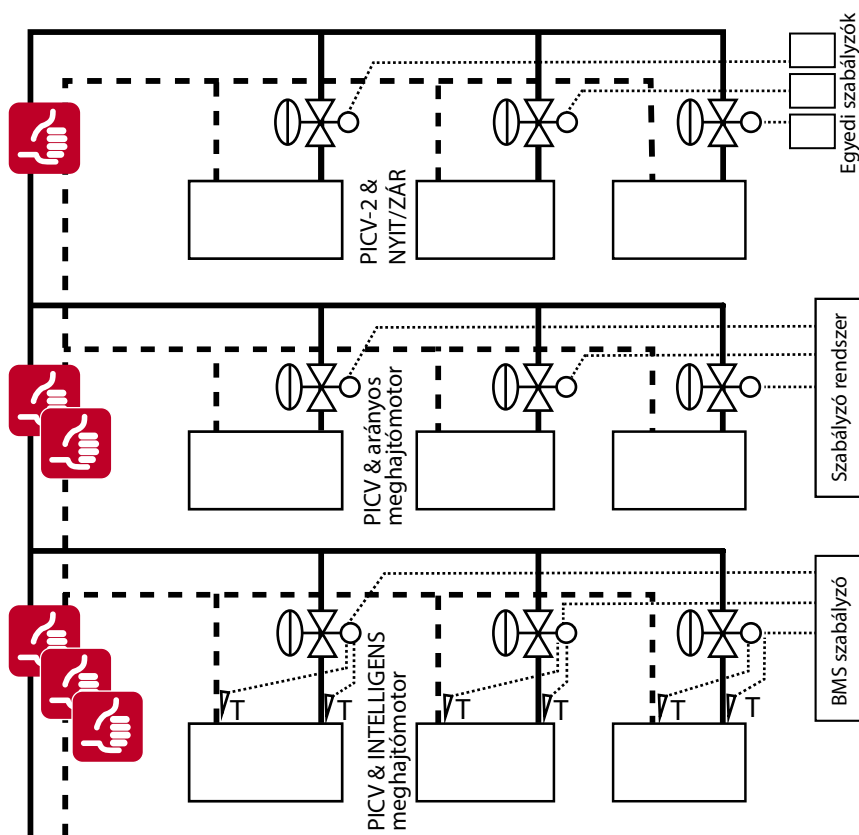 PICV-2 &
NYIT/ZÁR
Egyedi szabályzók
PICV & arányos
meghajtómotor
Szabályzó rendszer
PICV & INTELLIGENS
meghajtómotor
BMS szabályzó
T
T
T
T
T
T